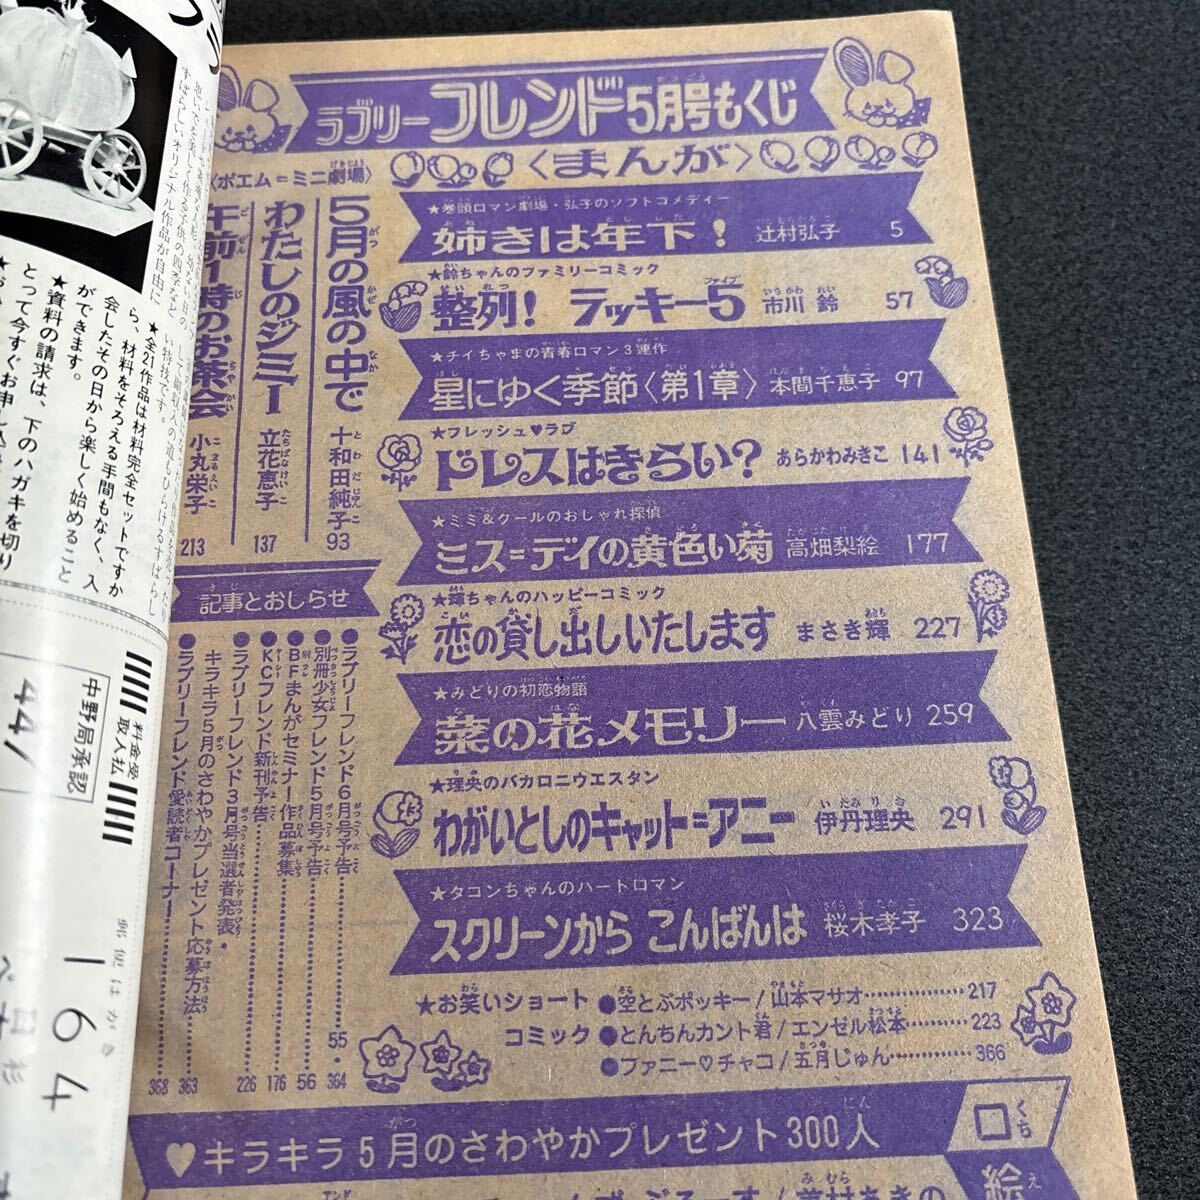 ラブリーフレンド5月号もくじ
〈まんが〉
★巻頭ロマン劇場・弘子のソフトコメディー
姉きは年下! 辻村弘子 5
★鈴ちゃんのファミリーコミック
整列! ラッキー5 市川鈴 57
★チイちゃまの青春ロマン3連作
星にゆく季節〈第1章〉 本間千恵子 97
★フレッシュ♥ラブ
ドレスはきらい? あらかわみきこ 141
★ミミ&クールのおしゃれ探偵
ミス=デイの黄色い菊 高畑梨絵 177
★輝ちゃんのハッピーコミック
恋の貸し出しいたします まさき輝 227
★みどりの初恋物語
菜の花メモリー 八雲みどり 259
★理央のバカロニウエスタン
わがいとしのキャット=アニー 伊丹理央 291
★タコンちゃんのハートロマン
スクリーンから こんばんは 桜木孝子 323
★お笑いショートコミック
●空とぶポッキー/山本マサオ 217
●とんちんカント君/エンゼル松本 223
●ファニー♡チャコ/五月じゅん 366
〈ポエム=ミニ劇場〉
5月の風の中で 十和田純子 93
わたしのジミー 立花恵子 137
午前1時のお茶会 小丸栄子 213
記事とおしらせ
●ラブリーフレンド6月号予告 55・364
●別冊少女フレンド5月号予告 56
●BFまんがセミナー作品募集 176
●KCフレンド新刊予告 226
●ラブリーフレンド3月号当選者発表・
キラキラ5月のさわやかプレゼント応募方法 363
●ラブリーフレンド愛読者コーナー 368
♥キラキラ5月のさわやかプレゼント300人
口
絵
★全21作品は材料完全セットですか
ら、材料をそろえる手間もなく、入
会したその日から楽しく始めること
ができます。
★資料の請求は、下のハガキを切り
とって今すぐお申し込
料金受
取人払
中野局承認
447
郵便はが
164